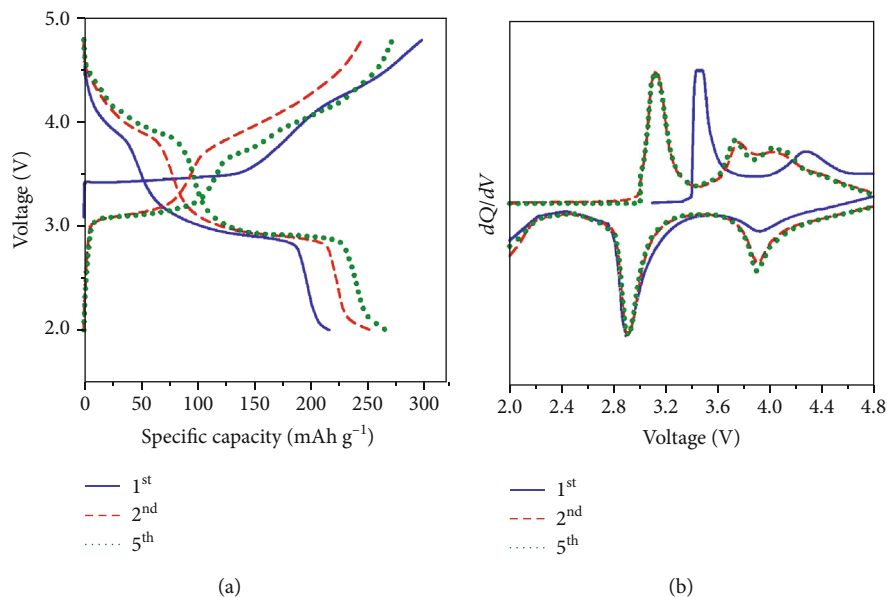 5.0
4.0
3.0
2.0
Voltage (V)
0 50 100 150 200 250 300
Specific capacity (mAh g⁻¹)
1ˢᵗ
2ⁿᵈ
5ᵗʰ
(a)
dQ/dV
2.0 2.4 2.8 3.2 3.6 4.0 4.4 4.8
Voltage (V)
1ˢᵗ
2ⁿᵈ
5ᵗʰ
(b)